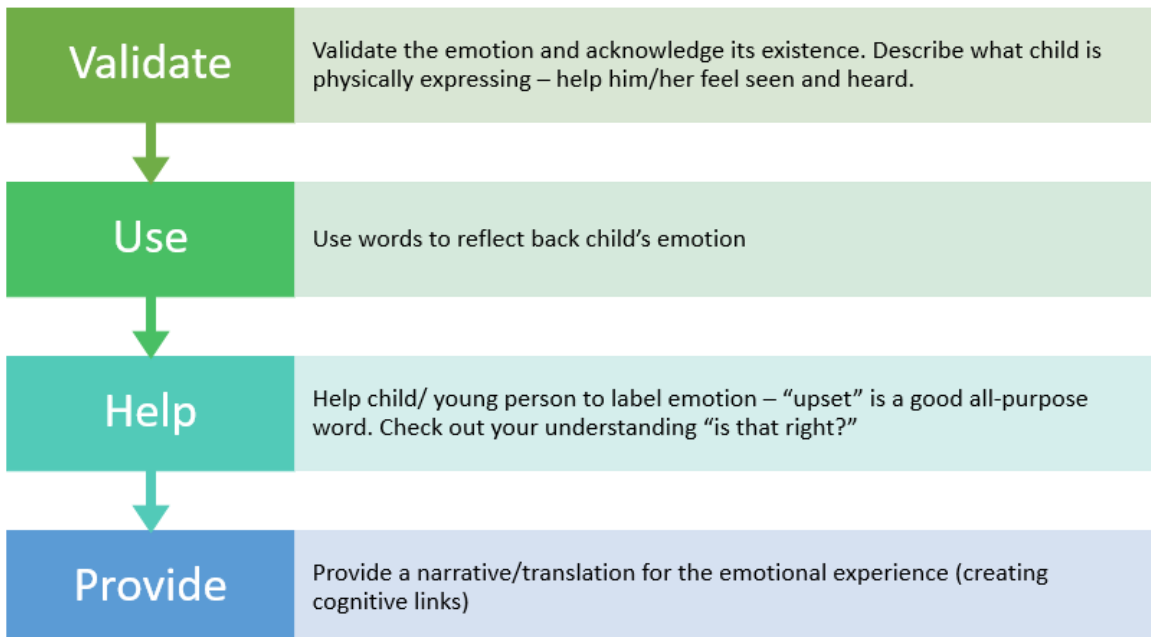 Validate
Validate the emotion and acknowledge its existence. Describe what child is
physically expressing – help him/her feel seen and heard.
Use
Use words to reflect back child’s emotion
Help
Help child/ young person to label emotion – “upset” is a good all-purpose
word. Check out your understanding “is that right?”
Provide
Provide a narrative/translation for the emotional experience (creating
cognitive links)